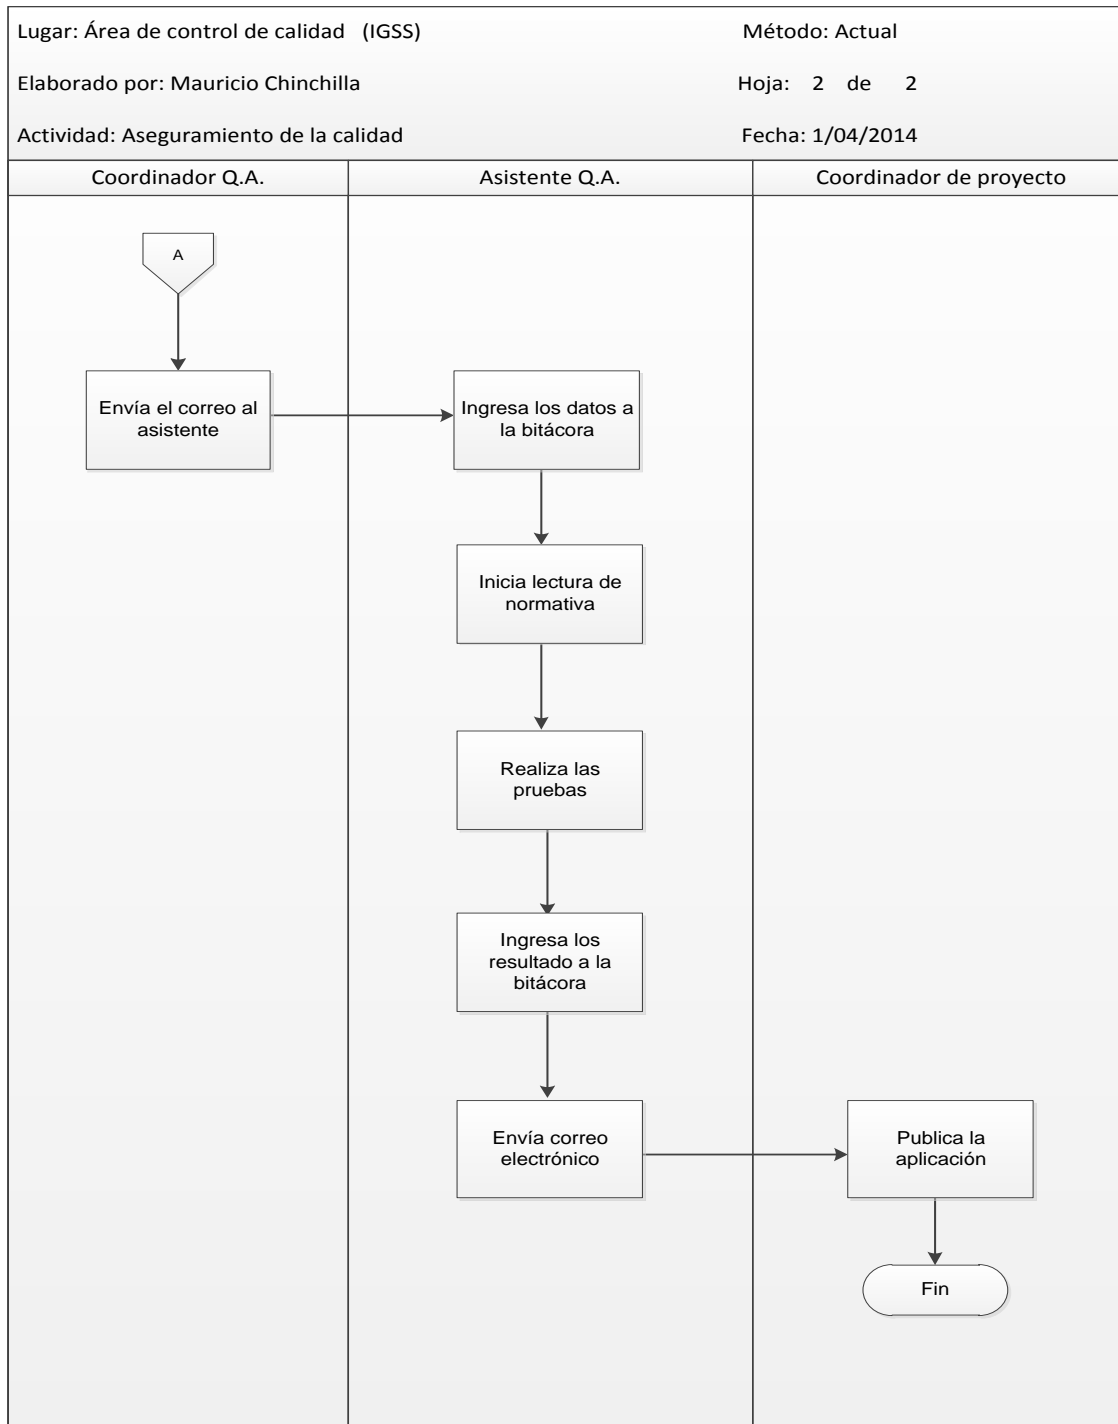 Lugar: Área de control de calidad (IGSS)
Método: Actual
Elaborado por: Mauricio Chinchilla
Hoja: 2 de 2
Actividad: Aseguramiento de la calidad
Fecha: 1/04/2014
Coordinador Q.A.
Asistente Q.A.
Coordinador de proyecto
A
Envía el correo al
asistente
Ingresa los datos a
la bitácora
Inicia lectura de
normativa
Realiza las
pruebas
Ingresa los
resultado a la
bitácora
Envía correo
electrónico
Publica la
aplicación
Fin